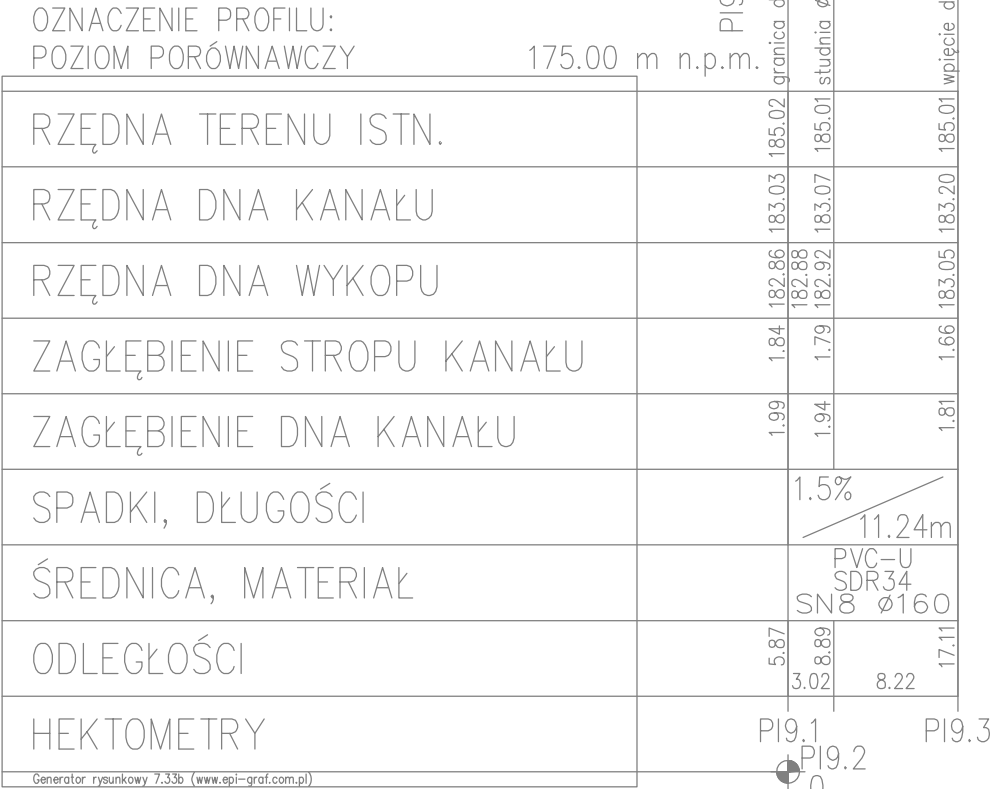 OZNACZENIE PROFILU:
POZIOM PORÓWNAWCZY 175.00 m n.p.m.
PI9
granica d
studnia ø
wpięcie d
RZĘDNA TERENU ISTN. 185.02 185.01 185.01
RZĘDNA DNA KANAŁU 183.03 183.07 183.20
RZĘDNA DNA WYKOPU 182.86 182.88 182.92 183.05
ZAGŁĘBIENIE STROPU KANAŁU 1.84 1.79 1.66
ZAGŁĘBIENIE DNA KANAŁU 1.99 1.94 1.81
SPADKI, DŁUGOŚCI 1.5% 11.24m
ŚREDNICA, MATERIAŁ PVC-U
SDR34
SN8 ø160
ODLEGŁOŚCI 5.87 8.89 17.11
3.02 8.22
HEKTOMETRY PI9.1 PI9.3
PI9.2
0
Generator rysunkowy 7.33b (www.epi-graf.com.pl)